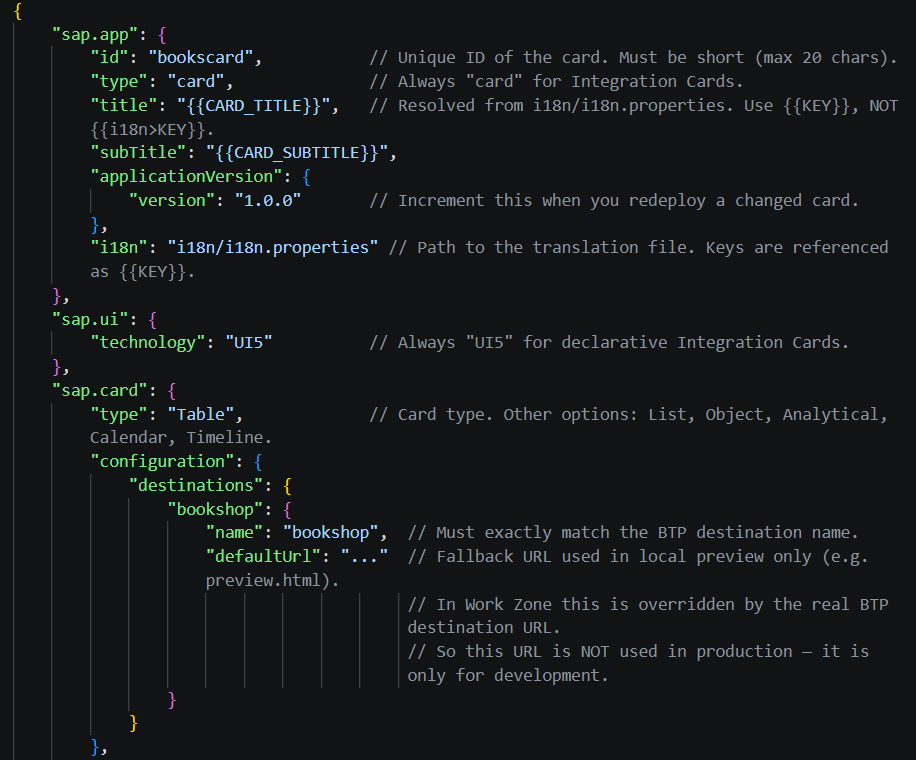 {
"sap.app": {
"id": "bookscard", // Unique ID of the card. Must be short (max 20 chars).
"type": "card", // Always "card" for Integration Cards.
"title": "{{CARD_TITLE}}", // Resolved from i18n/i18n.properties. Use {{KEY}}, NOT
{{i18n>KEY}}.
"subTitle": "{{CARD_SUBTITLE}}",
"applicationVersion": {
"version": "1.0.0" // Increment this when you redeploy a changed card.
},
"i18n": "i18n/i18n.properties" // Path to the translation file. Keys are referenced
as {{KEY}}.
},
"sap.ui": {
"technology": "UI5" // Always "UI5" for declarative Integration Cards.
},
"sap.card": {
"type": "Table", // Card type. Other options: List, Object, Analytical,
Calendar, Timeline.
"configuration": {
"destinations": {
"bookshop": {
"name": "bookshop", // Must exactly match the BTP destination name.
"defaultUrl": "..." // Fallback URL used in local preview only (e.g.
preview.html).
// In Work Zone this is overridden by the real BTP
destination URL.
// So this URL is NOT used in production — it is
only for development.
}
}
},